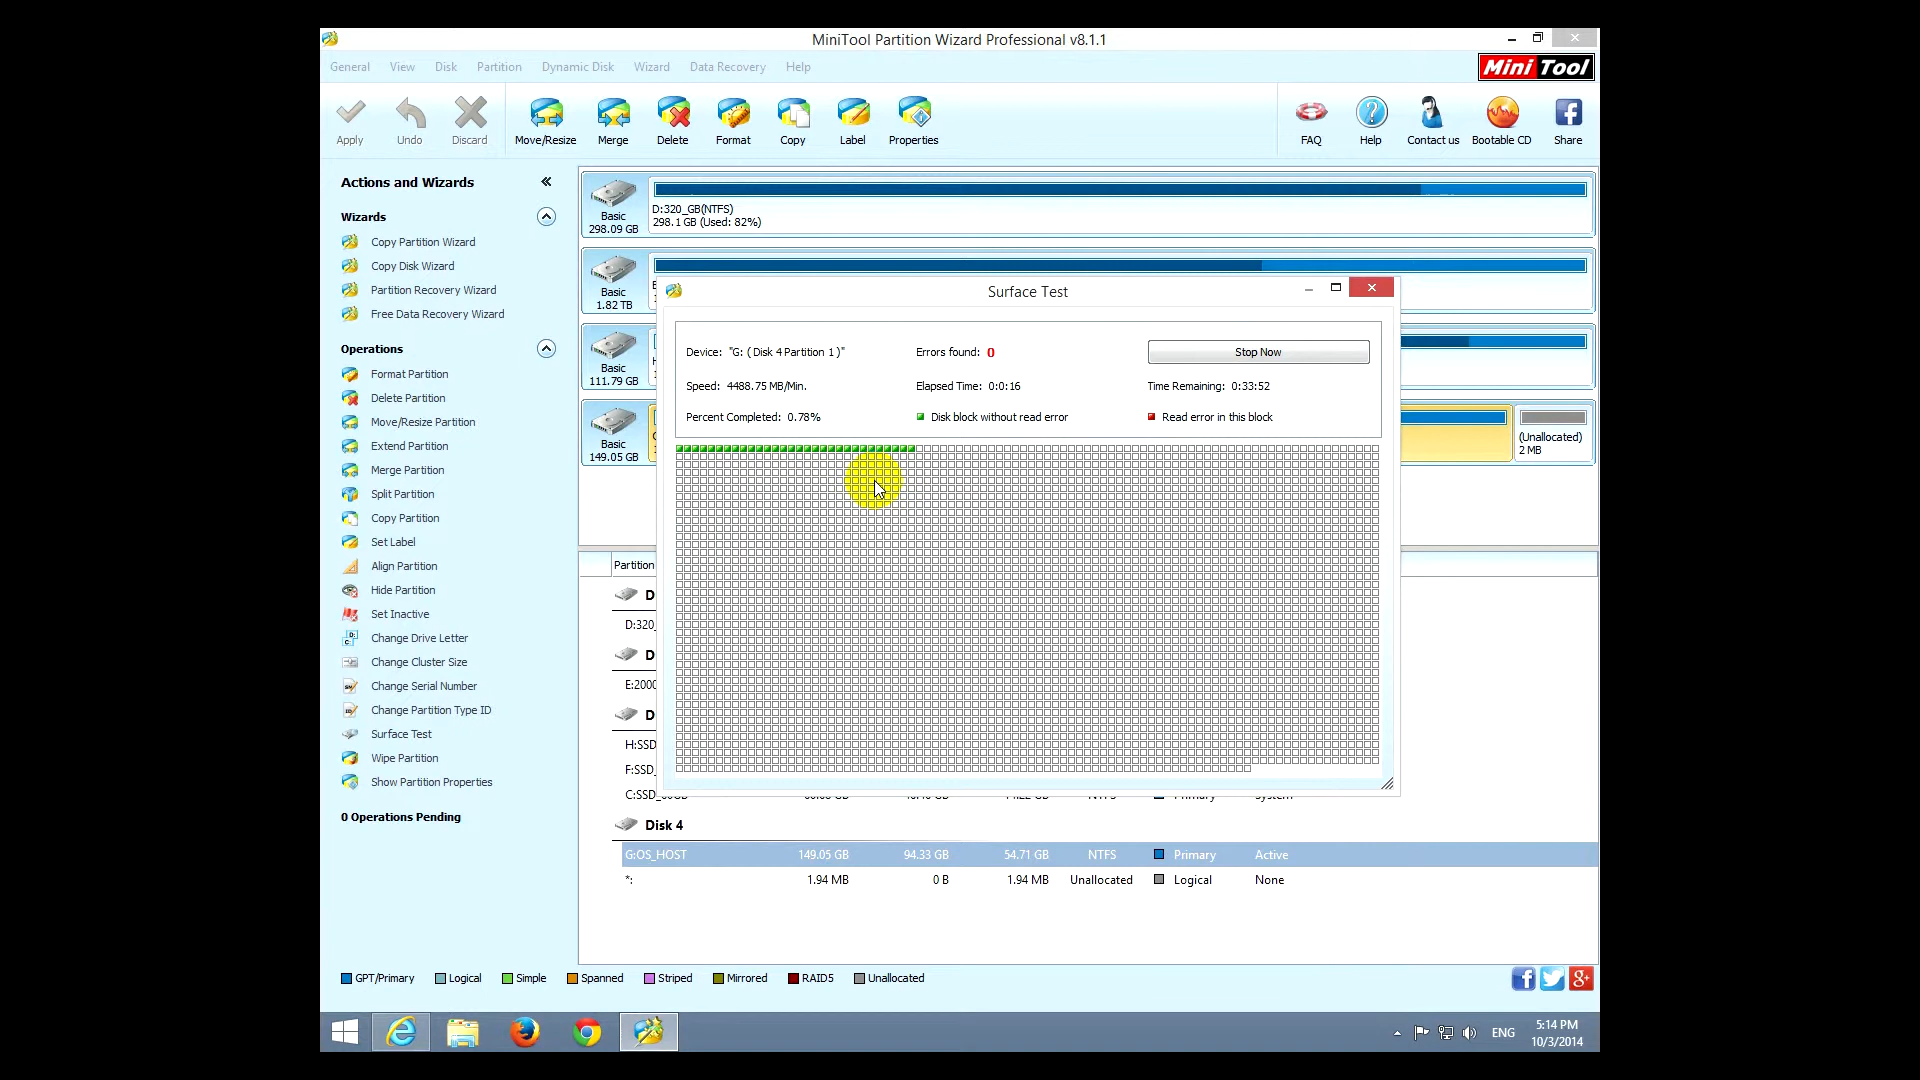 MiniTool Partition Wizard Professional v8.1.1
General View Disk Partition Dynamic Disk Wizard Data Recovery Help
Mini Tool
Apply Undo Discard Move/Resize Merge Delete Format Copy Label Properties FAQ Help Contact us Bootable CD Share
Actions and Wizards
Wizards
Copy Partition Wizard
Copy Disk Wizard
Partition Recovery Wizard
Free Data Recovery Wizard
Operations
Format Partition
Delete Partition
Move/Resize Partition
Extend Partition
Merge Partition
Split Partition
Copy Partition
Set Label
Align Partition
Hide Partition
Set Inactive
Change Drive Letter
Change Cluster Size
Change Serial Number
Change Partition Type ID
Surface Test
Wipe Partition
Show Partition Properties
0 Operations Pending
Basic
298.09 GB
D:320_GB(NTFS)
298.1 GB (Used: 82%)
Basic
1.82 TB
Basic
111.79 GB
Basic
149.05 GB
(Unallocated)
2 MB
Surface Test
Device: "G: ( Disk 4 Partition 1 )" Errors found: 0 Stop Now
Speed: 4488.75 MB/Min. Elapsed Time: 0:0:16 Time Remaining: 0:33:52
Percent Completed: 0.78% Disk block without read error Read error in this block
Partition
D
D:320_
D
E:2000
D
H:SSD
F:SSD_
Disk 4
G:OS_HOST 149.05 GB 94.33 GB 54.71 GB NTFS Primary Active
*: 1.94 MB 0 B 1.94 MB Unallocated Logical None
GPT/Primary Logical Simple Spanned Striped Mirrored RAID5 Unallocated
ENG
5:14 PM
10/3/2014